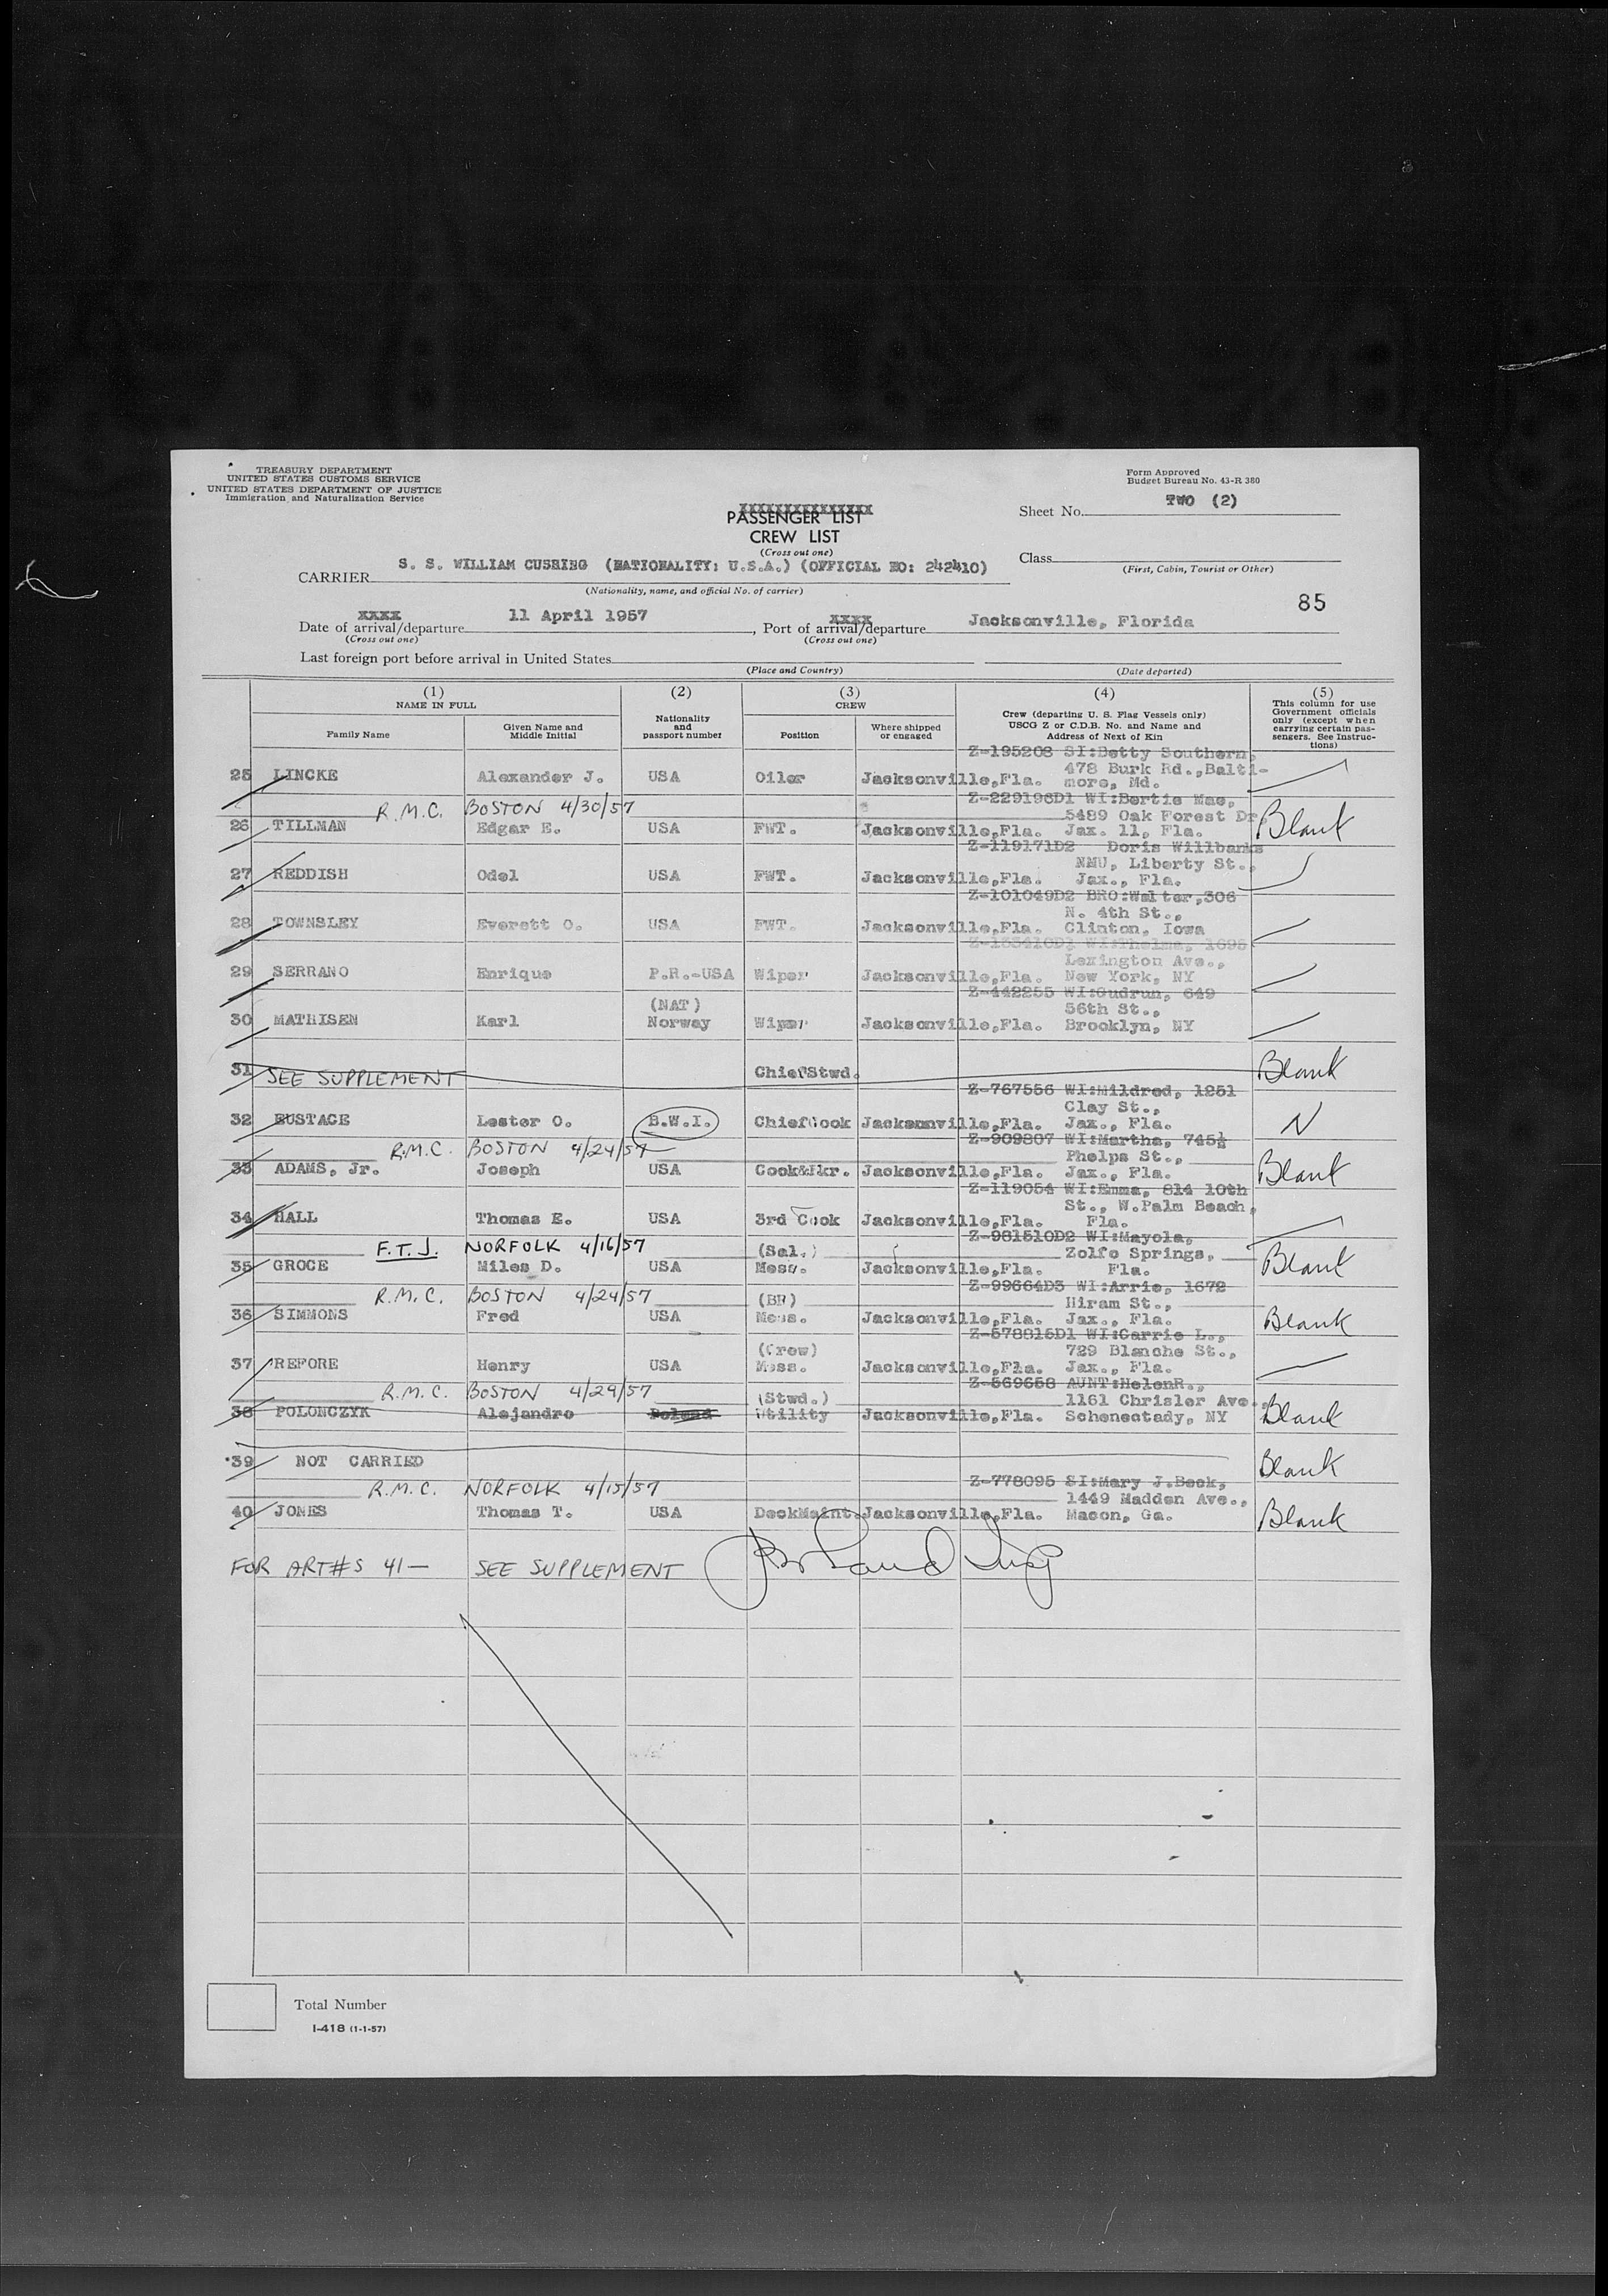 TREASURY DEPARTMENT
UNITED STATES CUSTOMS SERVICE
UNITED STATES DEPARTMENT OF JUSTICE
Immigration and Naturalization Service
Form Approved
Budget Bureau No. 43-R 380
XXXXXXXXXXXXXXX
PASSENGER LIST
CREW LIST
(Cross out one)
Sheet No. TWO (2)
Class
(First, Cabin, Tourist or Other)
CARRIER S. S. WILLIAM CUSHING (NATIONALITY: U.S.A.) (OFFICIAL NO: 242410)
(Nationality, name, and official No. of carrier)
85
XXXX XXXX
Date of arrival/departure 11 April 1957, Port of arrival/departure Jacksonville, Florida
(Cross out one) (Cross out one)
Last foreign port before arrival in United States
(Place and Country) (Date departed)
(1) NAME IN FULL
Family Name
Given Name and Middle Initial
(2) Nationality and passport number
(3) CREW
Position
Where shipped or engaged
(4) Crew (departing U. S. Flag Vessels only) USCG Z or C.D.B. No. and Name and Address of Next of Kin
(5) This column for use Government officials only (except when carrying certain passengers. See Instructions)
Z-195208 SI:Betty Southern,
478 Burk Rd.,Balti-
25 LINCKE Alexander J. USA Oiler Jacksonville,Fla. more, Md.
Z-229196D1 WI:Bertie Mae,
R.M.C. BOSTON 4/30/57 5489 Oak Forest Dr,
26 TILLMAN Edgar E. USA FWT. Jacksonville,Fla. Jax. 11, Fla. Blank
Z-119171D2 Doris Willbanks
NMU, Liberty St.,
27 REDDISH Odel USA FWT. Jacksonville,Fla. Jax., Fla.
Z-101049D2 BRO:Walter,306
N. 4th St.,
28 TOWNSLEY Everett O. USA FWT. Jacksonville,Fla. Clinton, Iowa
WI:Thelma, 1695
Lexington Ave.,
29 SERRANO Enrique P.R.-USA Wiper Jacksonville,Fla. New York, NY
Z-442255 WI:Gudrun, 649
(NAT) 56th St.,
30 MATHISEN Karl Norway Wiper Jacksonville,Fla. Brooklyn, NY
31 SEE SUPPLEMENT ChiefStwd. Blank
Z-767556 WI:Mildred, 1251
Clay St.,
32 EUSTACE Lester O. B.W.I. ChiefCook Jacksonville,Fla. Jax., Fla. N
Z-909807 WI:Martha, 745½
R.M.C. BOSTON 4/24/57 Phelps St.,
33 ADAMS, Jr. Joseph USA Cook&Bkr. Jacksonville,Fla. Jax., Fla. Blank
Z-119054 WI:Emma, 814 10th
St., W.Palm Beach,
34 HALL Thomas E. USA 3rd Cook Jacksonville,Fla. Fla.
Z-981510D2 WI:Mayola,
F.T.J. NORFOLK 4/16/57 (Sal.) Zolfo Springs,
35 GROCE Miles D. USA Mess. Jacksonville,Fla. Fla. Blank
Z-99664D3 WI:Arrie, 1672
R.M.C. BOSTON 4/24/57 (BR) Hiram St.,
36 SIMMONS Fred USA Mess. Jacksonville,Fla. Jax., Fla. Blank
Z-578815D1 WI:Carrie L.,
(Crew) 729 Blanche St.,
37 REFORE Henry USA Mess. Jacksonville,Fla. Jax., Fla.
Z-569658 AUNT:HelenR.,
R.M.C. BOSTON 4/29/57 (Stwd.) 1161 Chrisler Ave.,
38 POLONCZYK Alejandro Poland Utility Jacksonville,Fla. Schenectady, NY Blank
39 NOT CARRIED Blank
Z-778095 SI:Mary J.Beck,
R.M.C. NORFOLK 4/15/57 1449 Madden Ave.,
40 JONES Thomas T. USA DeckMaint. Jacksonville,Fla. Macon, Ga. Blank
FOR ART#S 41— SEE SUPPLEMENT
Total Number
I-418 (1-1-57)